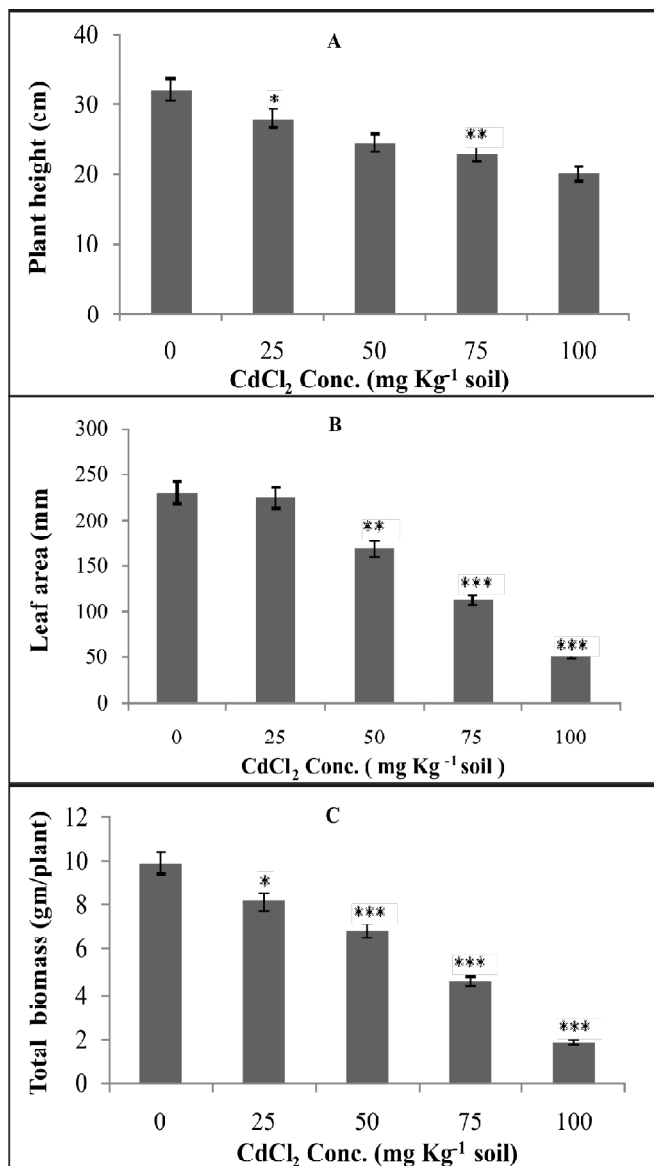 A
Plant height (cm)
40
30
20
10
0
*
**
0 25 50 75 100
CdCl₂ Conc. (mg Kg⁻¹ soil)
B
Leaf area (mm
300
250
200
150
100
50
0
**
***
***
0 25 50 75 100
CdCl₂ Conc. ( mg Kg ⁻¹ soil )
C
Total biomass (gm/plant)
12
10
8
6
4
2
0
*
***
***
***
0 25 50 75 100
CdCl₂ Conc. (mg Kg⁻¹ soil)